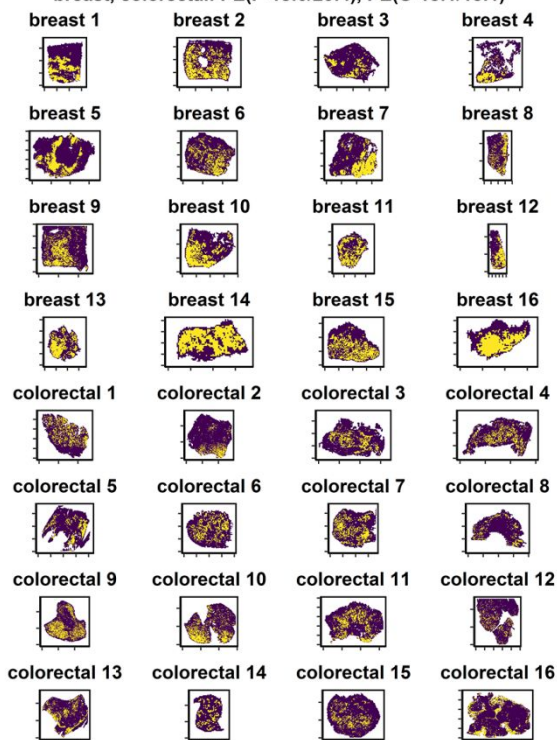 breast 1 breast 2 breast 3 breast 4
breast 5 breast 6 breast 7 breast 8
breast 9 breast 10 breast 11 breast 12
breast 13 breast 14 breast 15 breast 16
colorectal 1 colorectal 2 colorectal 3 colorectal 4
colorectal 5 colorectal 6 colorectal 7 colorectal 8
colorectal 9 colorectal 10 colorectal 11 colorectal 12
colorectal 13 colorectal 14 colorectal 15 colorectal 16